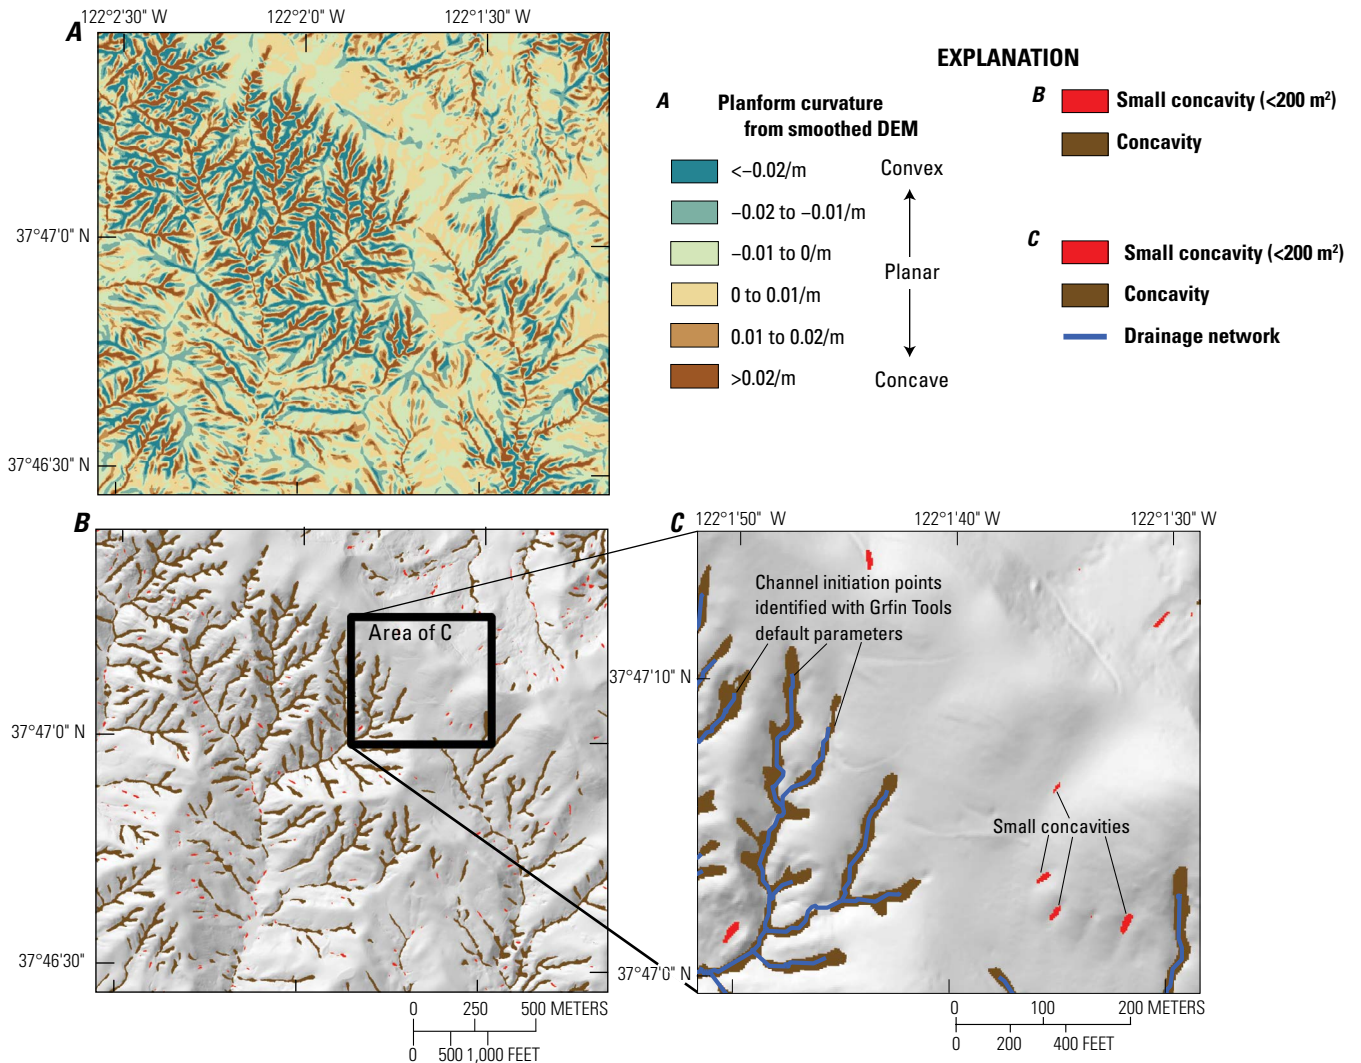 A
122°2'30" W
122°2'0" W
122°1'30" W
37°47'0" N
37°46'30" N
EXPLANATION
A
Planform curvature
from smoothed DEM
<−0.02/m
−0.02 to −0.01/m
−0.01 to 0/m
0 to 0.01/m
0.01 to 0.02/m
>0.02/m
Convex
Planar
Concave
B
Small concavity (<200 m²)
Concavity
C
Small concavity (<200 m²)
Concavity
Drainage network
B
Area of C
37°47'0" N
37°46'30" N
0 250 500 METERS
0 500 1,000 FEET
C
122°1'50" W
122°1'40" W
122°1'30" W
Channel initiation points
identified with Grfin Tools
default parameters
37°47'10" N
Small concavities
37°47'0" N
0 100 200 METERS
0 200 400 FEET